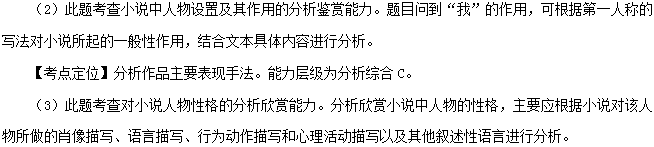 （2）此题考查小说中人物设置及其作用的分析鉴赏能力。题目问到“我”的作用，可根据第一人称的
写法对小说所起的一般性作用，结合文本具体内容进行分析。
【考点定位】分析作品主要表现手法。能力层级为分析综合 C。
（3）此题考查对小说人物性格的分析欣赏能力。分析欣赏小说中人物的性格，主要应根据小说对该人
物所做的肖像描写、语言描写、行为动作描写和心理活动描写以及其他叙述性语言进行分析。